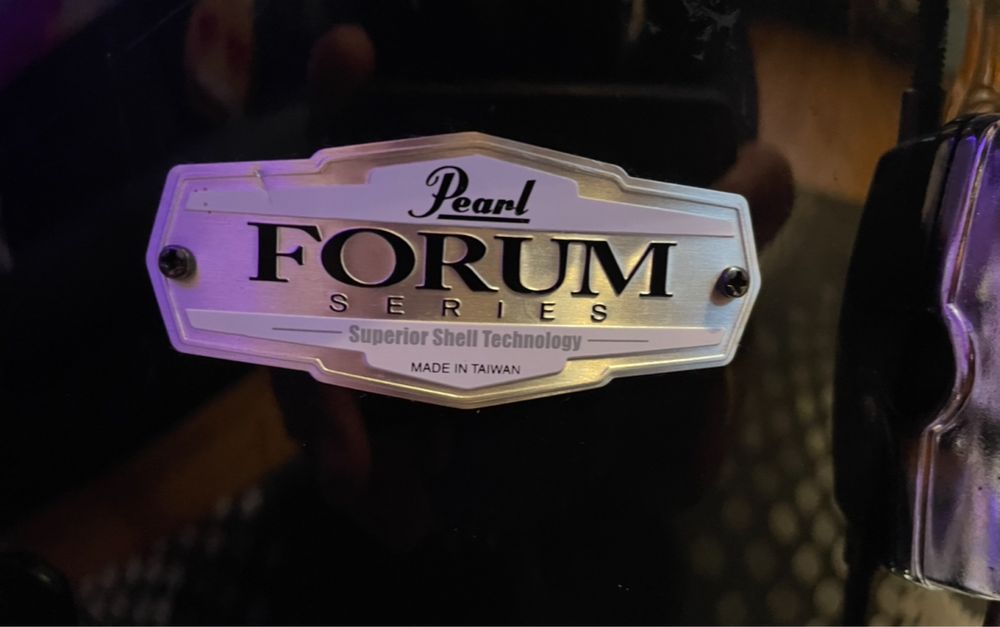 Pearl
FORUM
SERIES
Superior Shell Technology
MADE IN TAIWAN